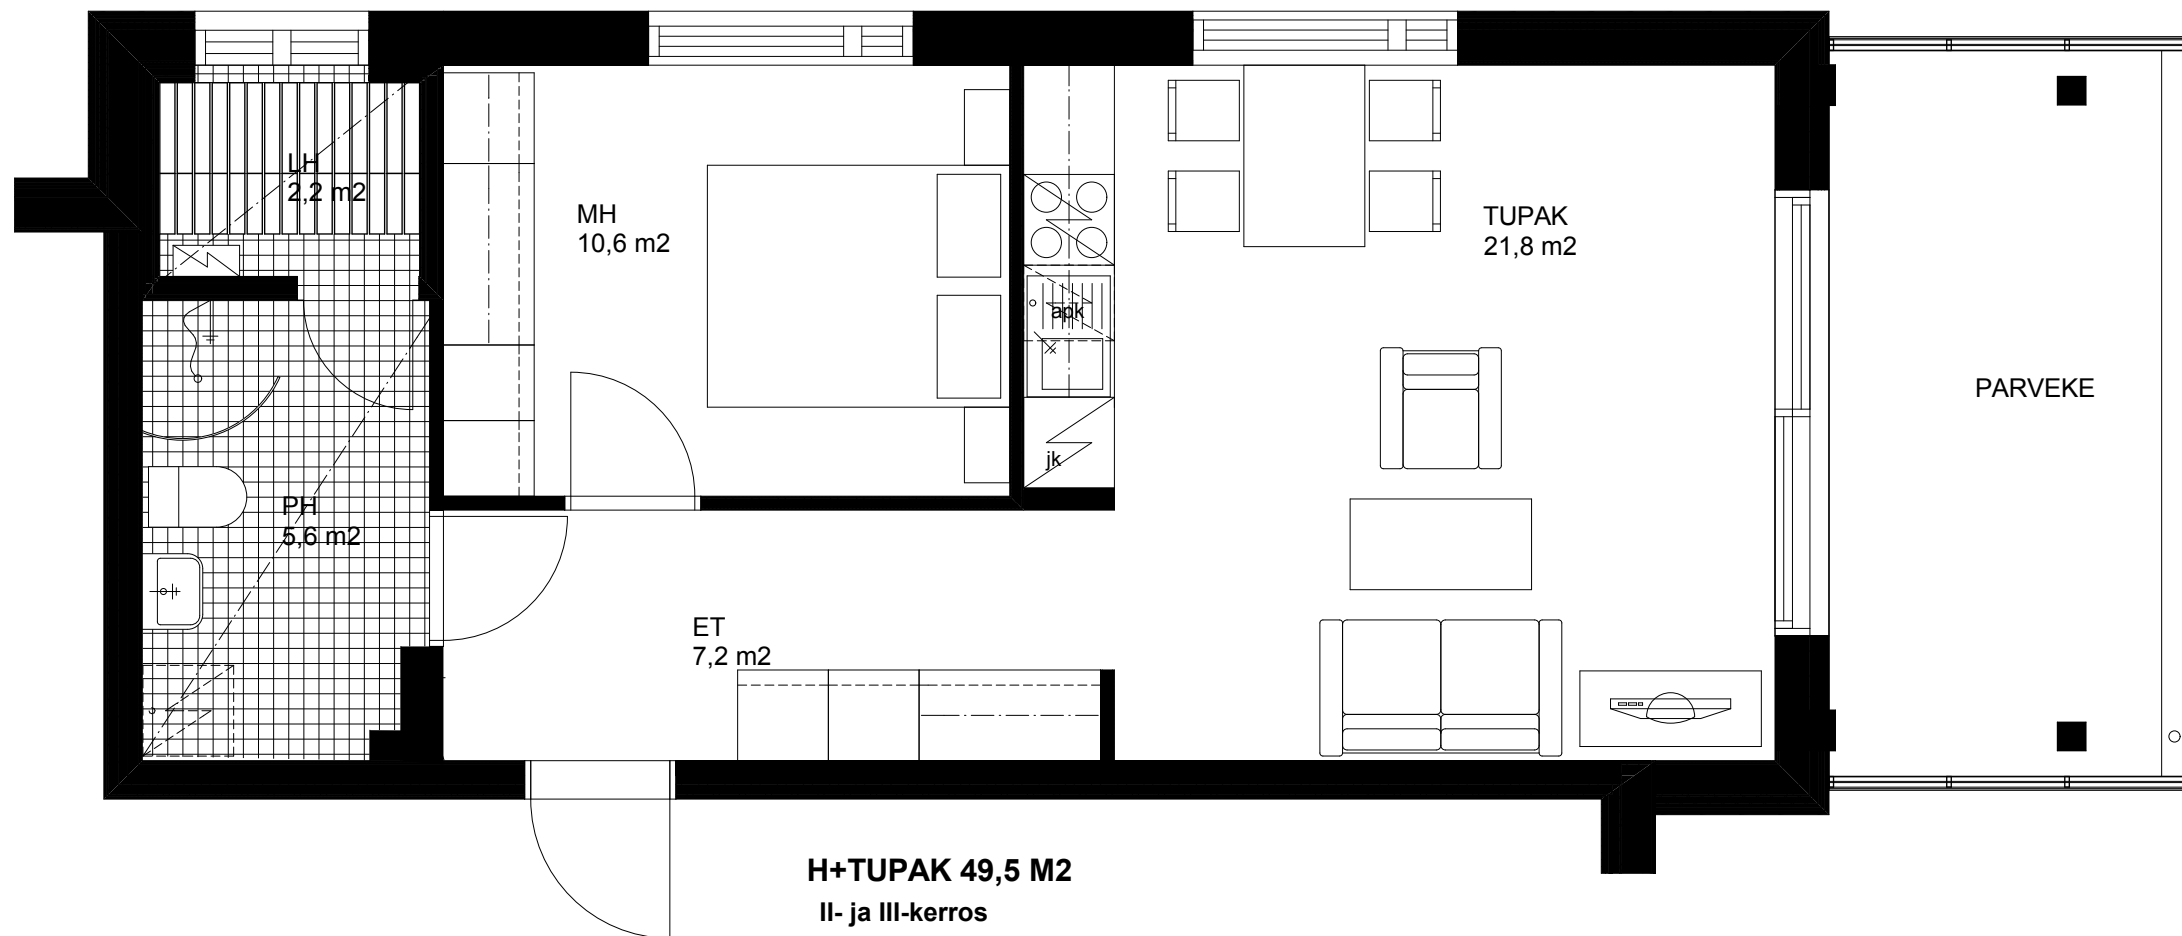 LH
2,2 m2
MH
10,6 m2
TUPAK
21,8 m2
apk
jk
PARVEKE
PH
5,6 m2
ET
7,2 m2
H+TUPAK 49,5 M2
II- ja III-kerros